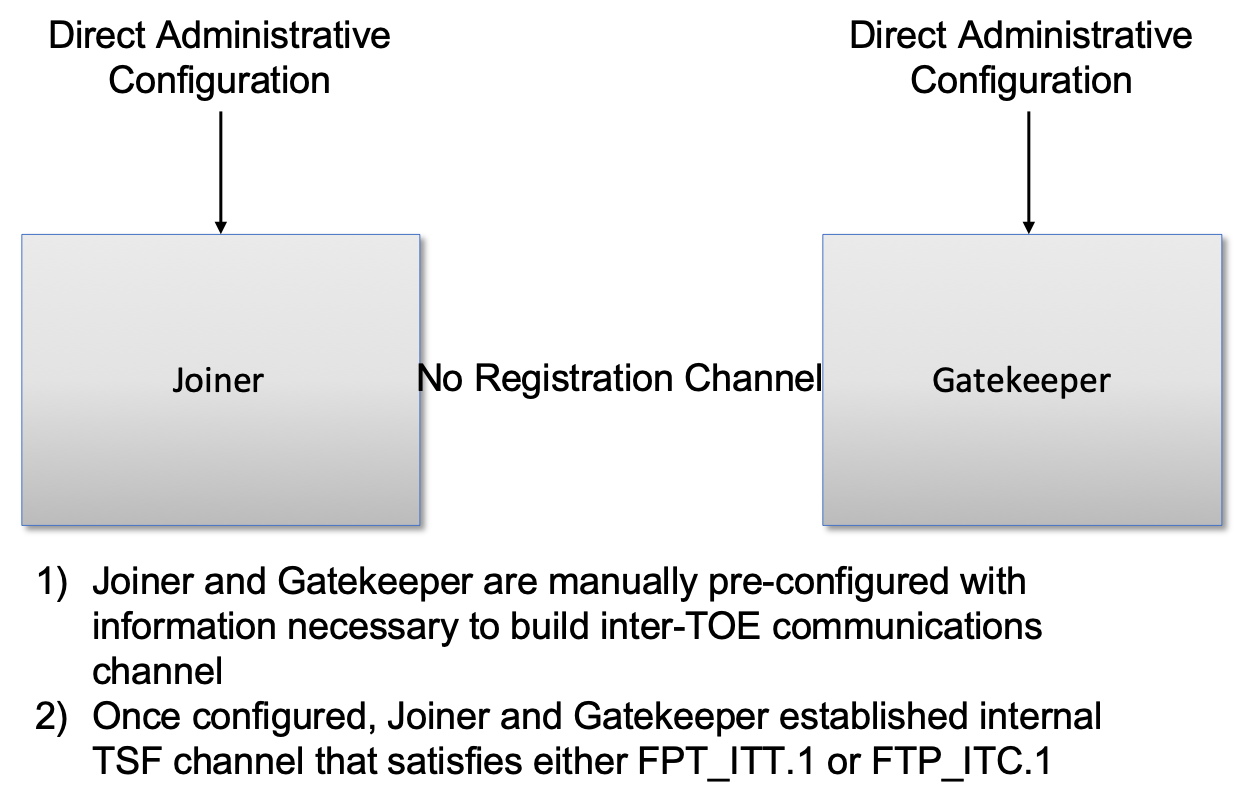 Direct Administrative
Configuration
Direct Administrative
Configuration
Joiner
No Registration Channel
Gatekeeper
1) Joiner and Gatekeeper are manually pre-configured with
information necessary to build inter-TOE communications
channel
2) Once configured, Joiner and Gatekeeper established internal
TSF channel that satisfies either FPT_ITT.1 or FTP_ITC.1